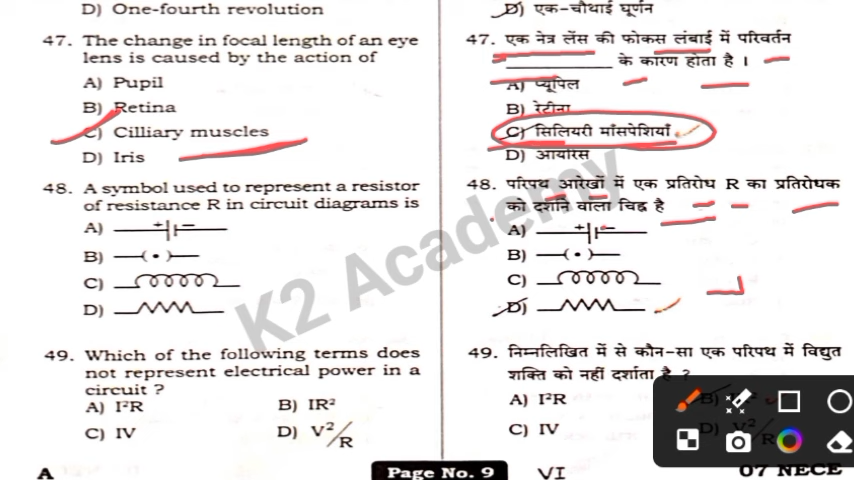 D) One-fourth revolution
47. The change in focal length of an eye
lens is caused by the action of
A) Pupil
B) Retina
C) Cilliary muscles
D) Iris
48. A symbol used to represent a resistor
of resistance R in circuit diagrams is
A)
B)
C)
D)
49. Which of the following terms does
not represent electrical power in a
circuit ?
A) I²R B) IR²
C) IV D) V²/R
D) एक-चौथाई घूर्णन
47. एक नेत्र लेंस की फोकस लंबाई में परिवर्तन
____________ के कारण होता है ।
A) प्यूपिल
B) रेटीना
C) सिलियरी माँसपेशियाँ
D) आयरिस
48. परिपथ आरेखों में एक प्रतिरोध R का प्रतिरोधक
को दर्शाने वाला चिह्न है
A)
B)
C)
D)
49. निम्नलिखित में से कौन-सा एक परिपथ में विद्युत
शक्ति को नहीं दर्शाता है ?
A) I²R B)
C) IV D) V²/R
K2 Academy
A Page No. 9 VI 07 NECE